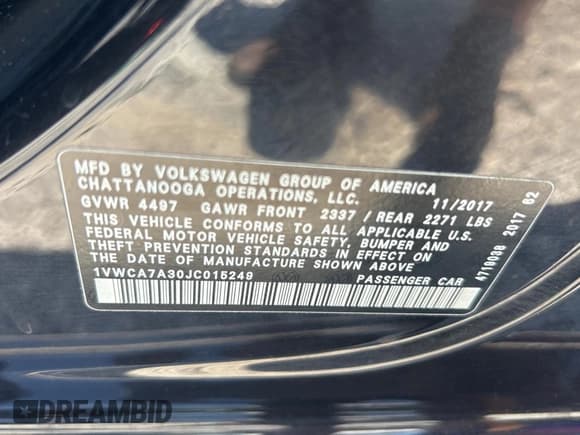 MFD BY VOLKSWAGEN GROUP OF AMERICA
CHATTANOOGA OPERATIONS, LLC. 11/2017
GVWR 4497 GAWR FRONT 2337 / REAR 2271 LBS
THIS VEHICLE CONFORMS TO ALL APPLICABLE U.S.
FEDERAL MOTOR VEHICLE SAFETY, BUMPER AND
THEFT PREVENTION STANDARDS IN EFFECT ON
THE DATE OF MANUFACTURE SHOWN ABOVE
1VWCA7A30JC015249 PASSENGER CAR
4710038 2017 02
DREAMBID